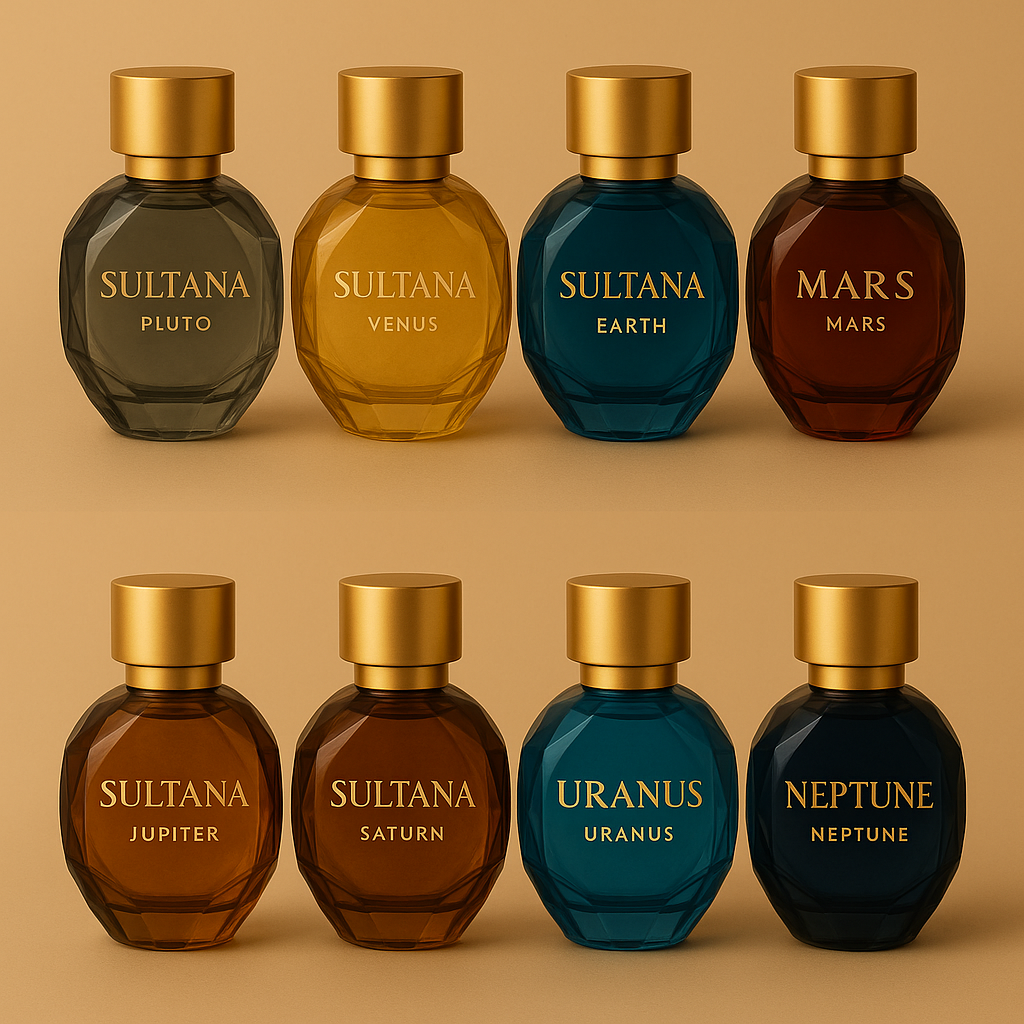 SULTANA
PLUTO
SULTANA
VENUS
SULTANA
EARTH
MARS
MARS
SULTANA
JUPITER
SULTANA
SATURN
URANUS
URANUS
NEPTUNE
NEPTUNE